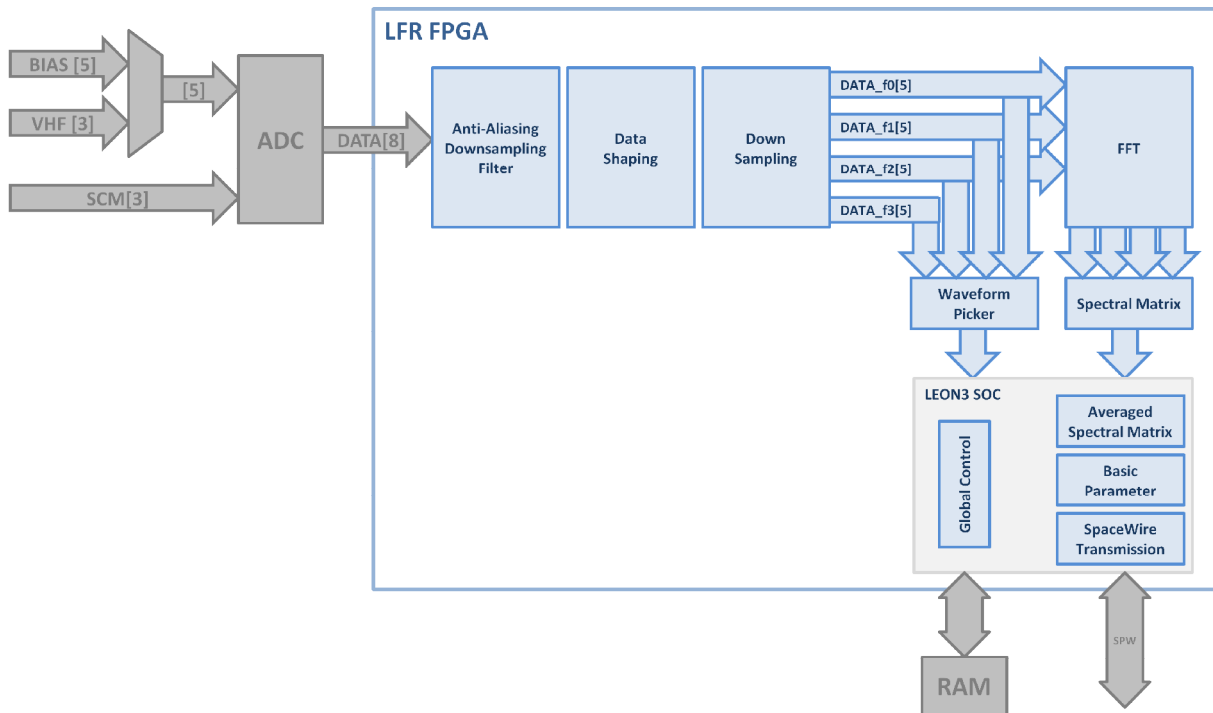 LFR FPGA
BIAS [5]
[5]
VHF [3]
SCM[3]
ADC
DATA[8]
Anti-Aliasing
Downsampling
Filter
Data
Shaping
Down
Sampling
DATA_f0[5]
DATA_f1[5]
DATA_f2[5]
DATA_f3[5]
FFT
Waveform
Picker
Spectral Matrix
LEON3 SOC
Global Control
Averaged
Spectral Matrix
Basic
Parameter
SpaceWire
Transmission
RAM
SPW